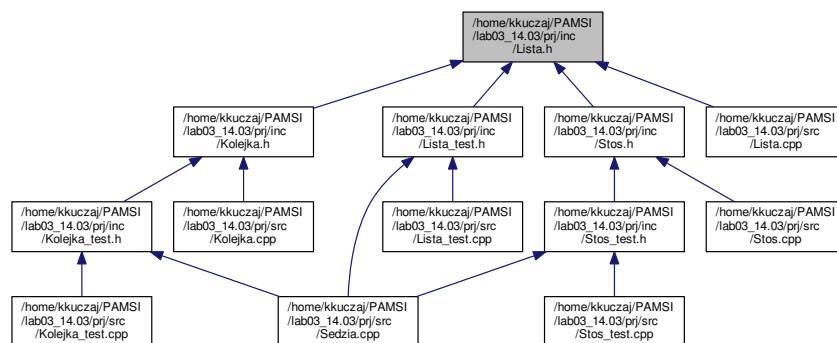 /home/kkuczaj/PAMSI
/lab03_14.03/prj/inc
/Lista.h
/home/kkuczaj/PAMSI
/lab03_14.03/prj/inc
/Kolejka.h
/home/kkuczaj/PAMSI
/lab03_14.03/prj/inc
/Lista_test.h
/home/kkuczaj/PAMSI
/lab03_14.03/prj/inc
/Stos.h
/home/kkuczaj/PAMSI
/lab03_14.03/prj/src
/Lista.cpp
/home/kkuczaj/PAMSI
/lab03_14.03/prj/inc
/Kolejka_test.h
/home/kkuczaj/PAMSI
/lab03_14.03/prj/src
/Kolejka.cpp
/home/kkuczaj/PAMSI
/lab03_14.03/prj/src
/Lista_test.cpp
/home/kkuczaj/PAMSI
/lab03_14.03/prj/inc
/Stos_test.h
/home/kkuczaj/PAMSI
/lab03_14.03/prj/src
/Stos.cpp
/home/kkuczaj/PAMSI
/lab03_14.03/prj/src
/Kolejka_test.cpp
/home/kkuczaj/PAMSI
/lab03_14.03/prj/src
/Sedzia.cpp
/home/kkuczaj/PAMSI
/lab03_14.03/prj/src
/Stos_test.cpp